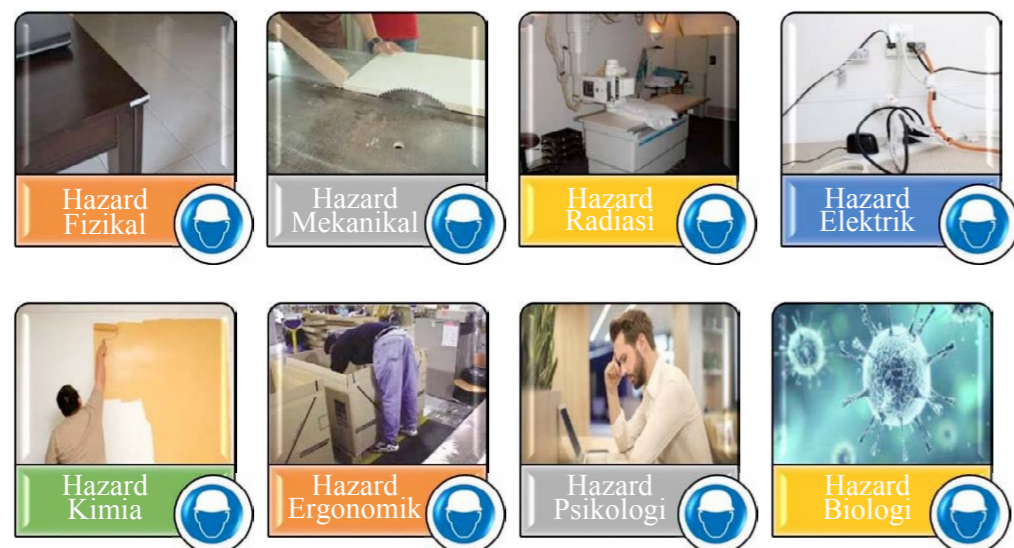 Hazard
Fizikal
Hazard
Mekanikal
Hazard
Radiasi
Hazard
Elektrik
Hazard
Kimia
Hazard
Ergonomik
Hazard
Psikologi
Hazard
Biologi